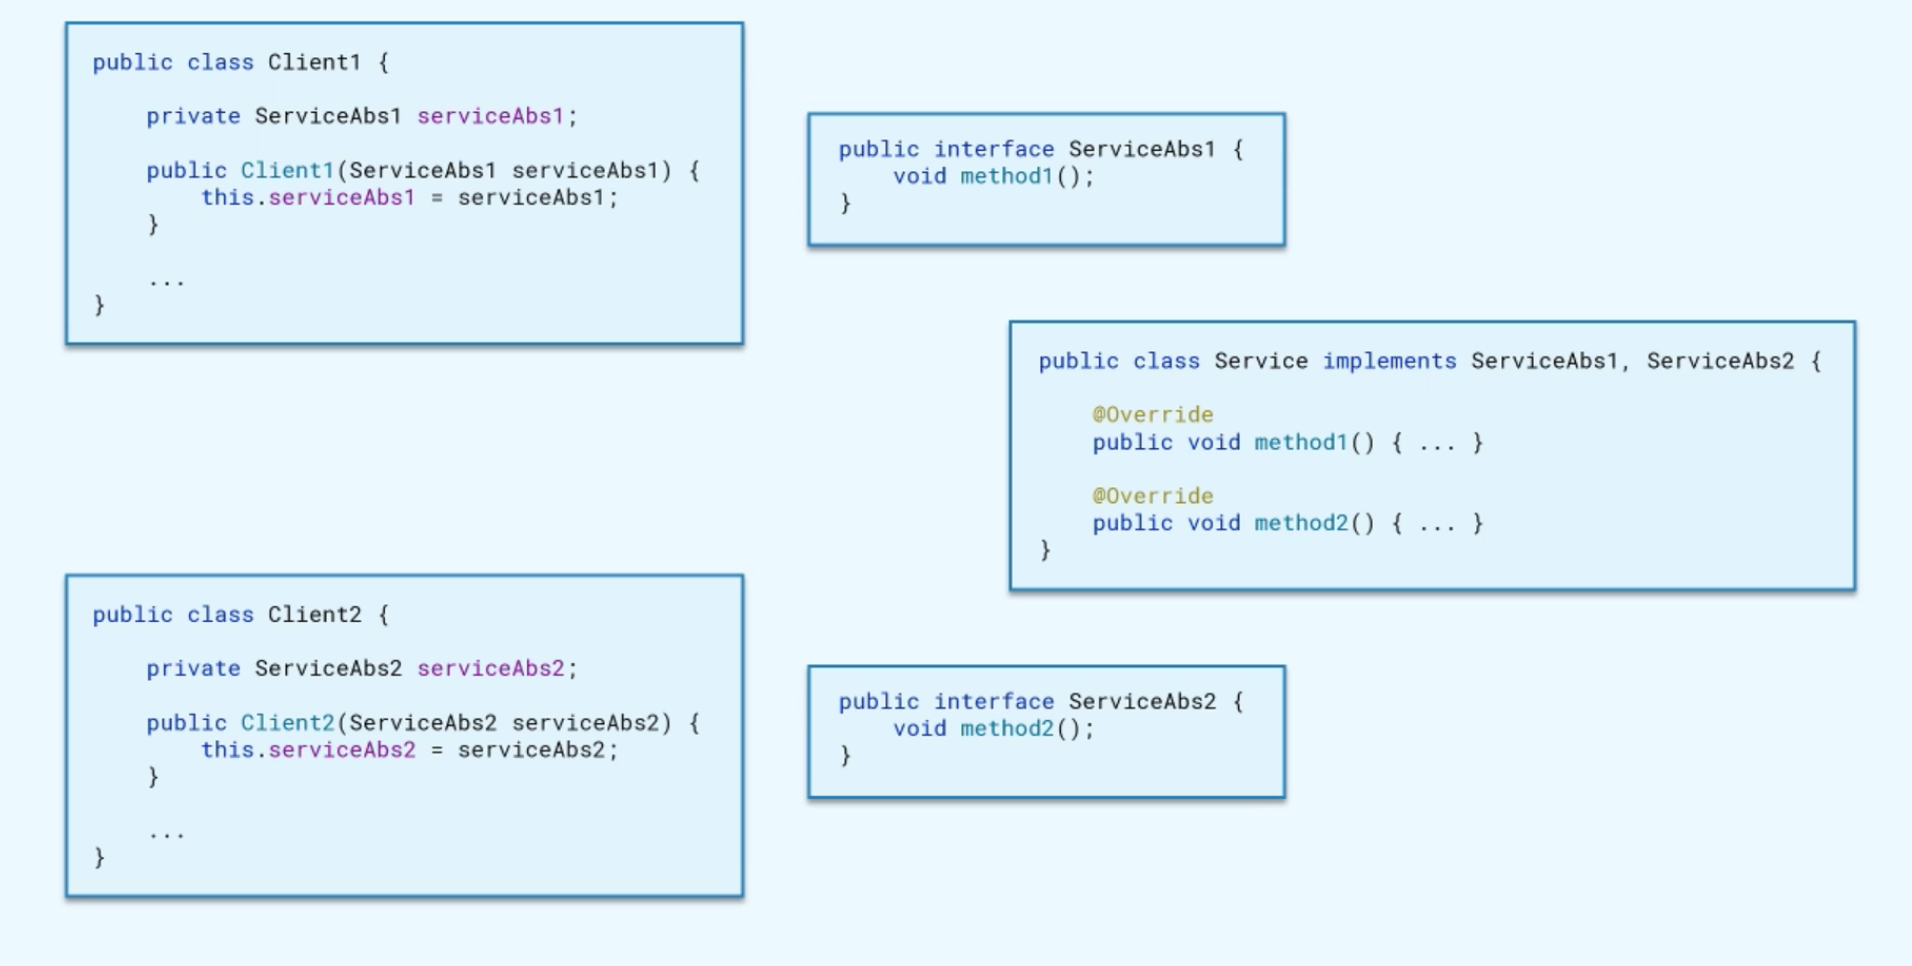 public class Client1 {
private ServiceAbs1 serviceAbs1;
public Client1(ServiceAbs1 serviceAbs1) {
this.serviceAbs1 = serviceAbs1;
}
...
}
public interface ServiceAbs1 {
void method1();
}
public class Service implements ServiceAbs1, ServiceAbs2 {
@Override
public void method1() { ... }
@Override
public void method2() { ... }
}
public class Client2 {
private ServiceAbs2 serviceAbs2;
public Client2(ServiceAbs2 serviceAbs2) {
this.serviceAbs2 = serviceAbs2;
}
...
}
public interface ServiceAbs2 {
void method2();
}